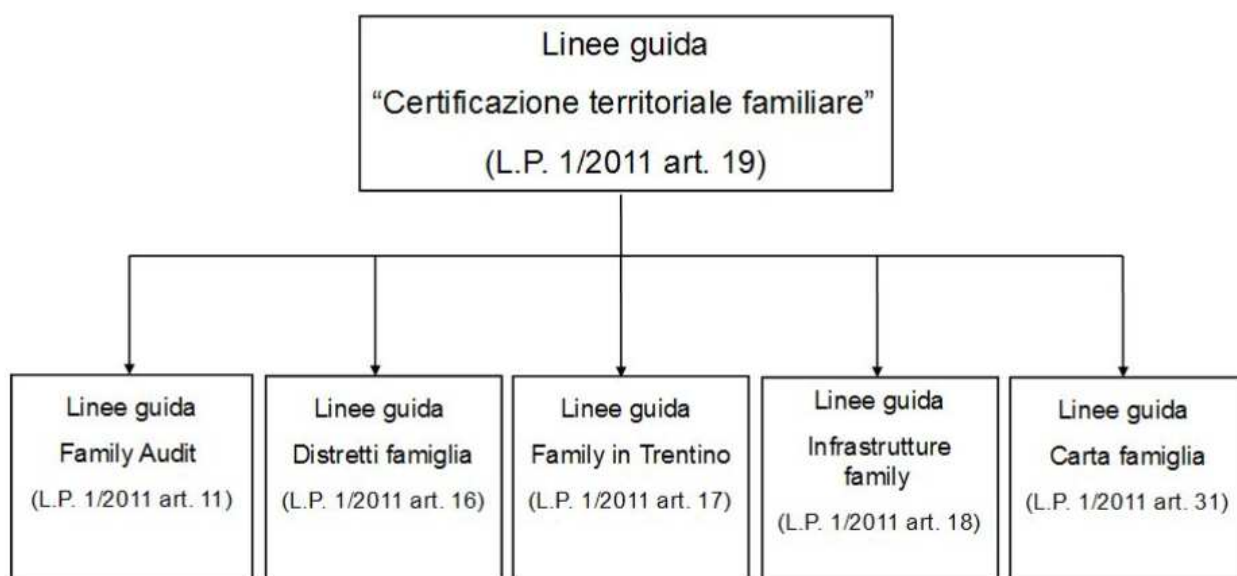 Linee guida
“Certificazione territoriale familiare”
(L.P. 1/2011 art. 19)
Linee guida
Family Audit
(L.P. 1/2011 art. 11)
Linee guida
Distretti famiglia
(L.P. 1/2011 art. 16)
Linee guida
Family in Trentino
(L.P. 1/2011 art. 17)
Linee guida
Infrastrutture
family
(L.P. 1/2011 art. 18)
Linee guida
Carta famiglia
(L.P. 1/2011 art. 31)